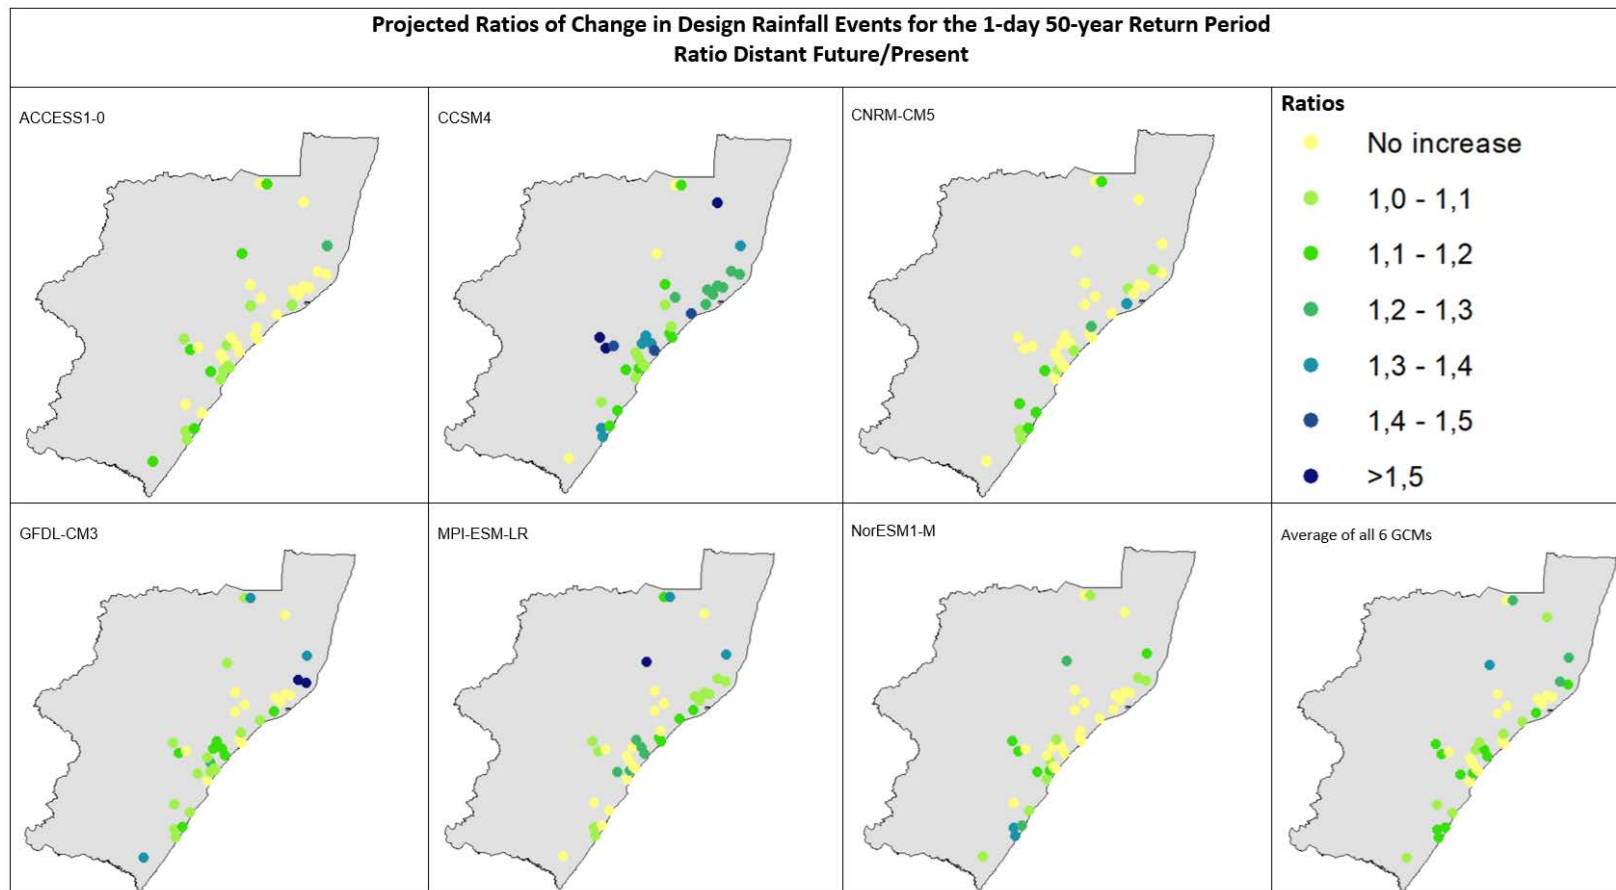 Projected Ratios of Change in Design Rainfall Events for the 1-day 50-year Return Period
Ratio Distant Future/Present
ACCESS1-0
CCSM4
CNRM-CM5
Ratios
No increase
1,0 - 1,1
1,1 - 1,2
1,2 - 1,3
1,3 - 1,4
1,4 - 1,5
>1,5
GFDL-CM3
MPI-ESM-LR
NorESM1-M
Average of all 6 GCMs